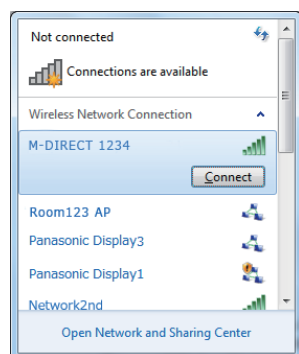 Not connected
Connections are available
Wireless Network Connection
M-DIRECT 1234
Connect
Room123 AP
Panasonic Display3
Panasonic Display1
Network2nd
Open Network and Sharing Center